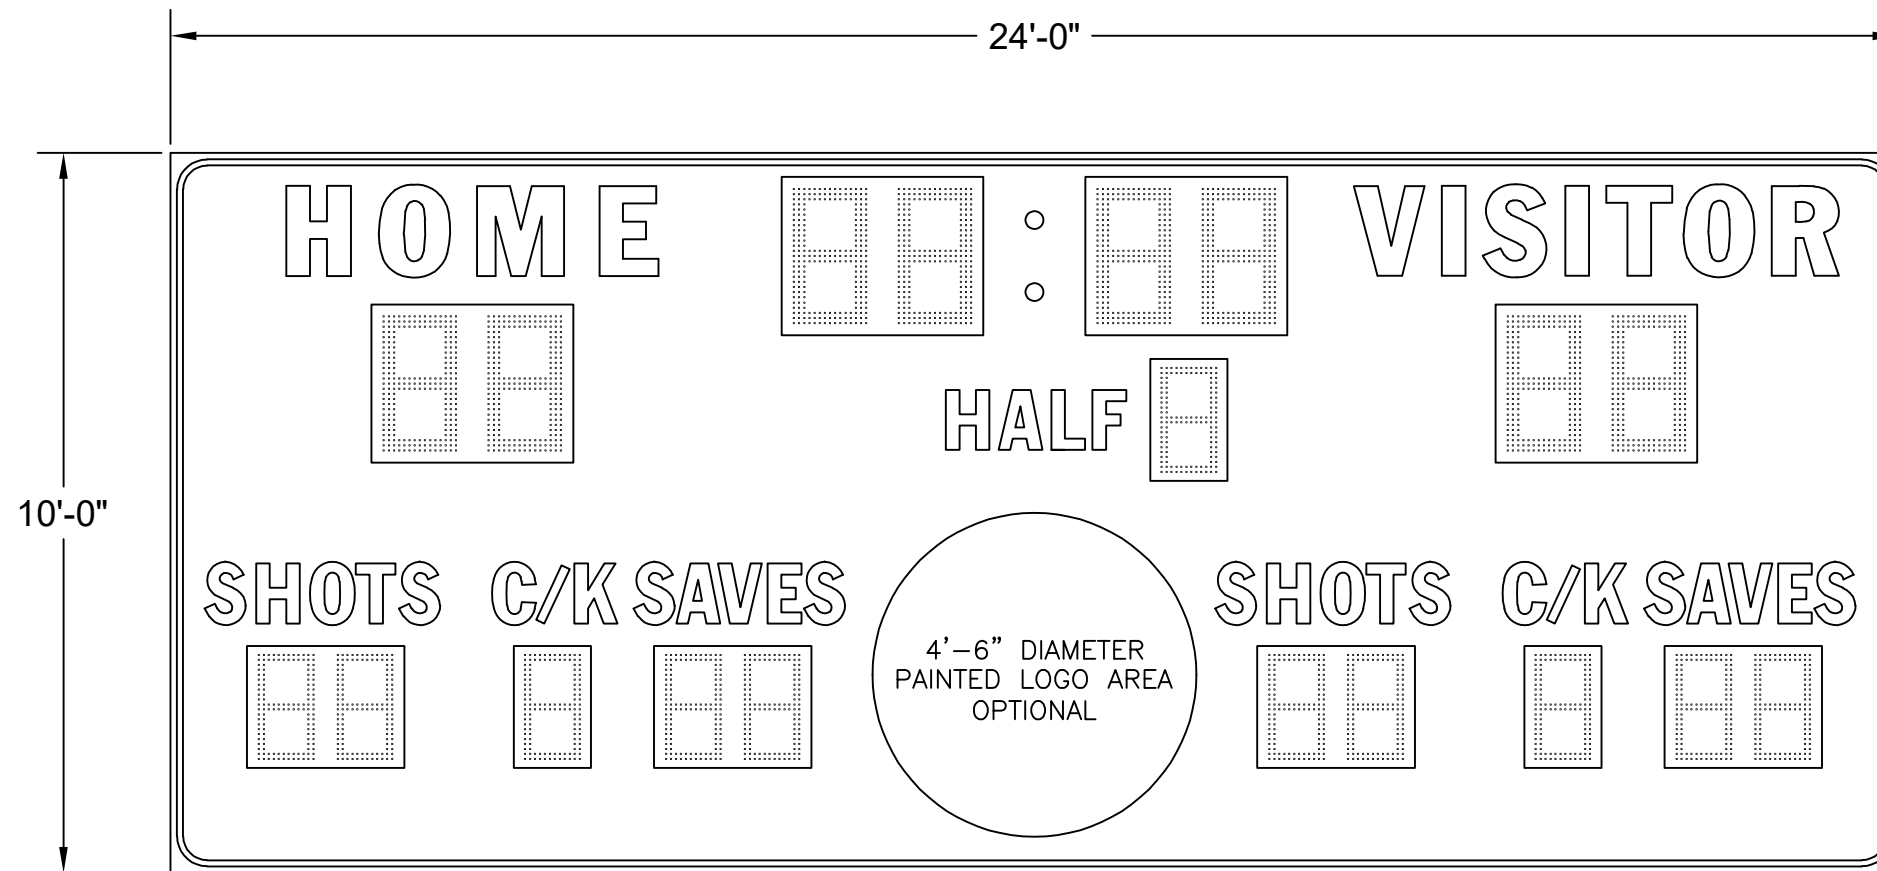 24'-0"
HOME : VISITOR
HALF
10'-0"
SHOTS C/K SAVES SHOTS C/K SAVES
4'-6" DIAMETER
PAINTED LOGO AREA
OPTIONAL